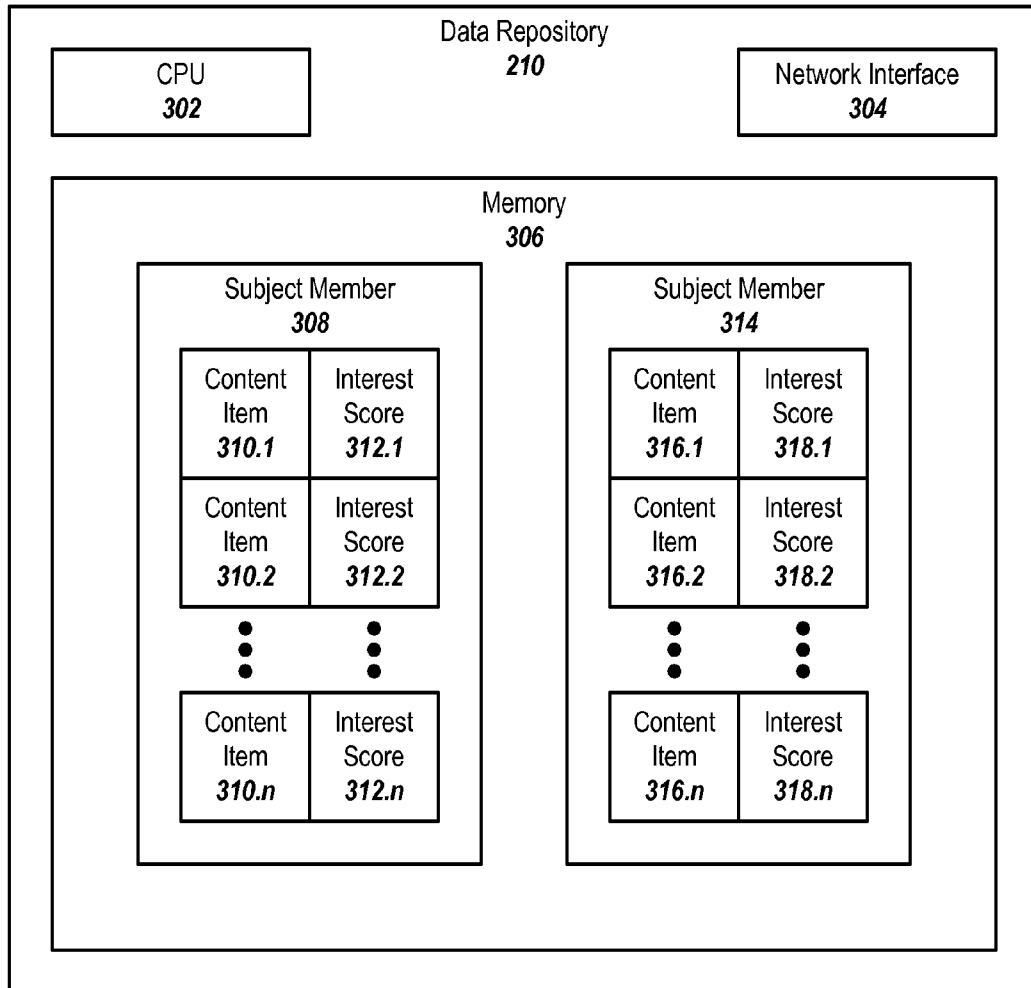 Data Repository
210
CPU
302
Network Interface
304
Memory
306
Subject Member
308
Content
Item
310.1
Interest
Score
312.1
Content
Item
310.2
Interest
Score
312.2
Content
Item
310.n
Interest
Score
312.n
Subject Member
314
Content
Item
316.1
Interest
Score
318.1
Content
Item
316.2
Interest
Score
318.2
Content
Item
316.n
Interest
Score
318.n